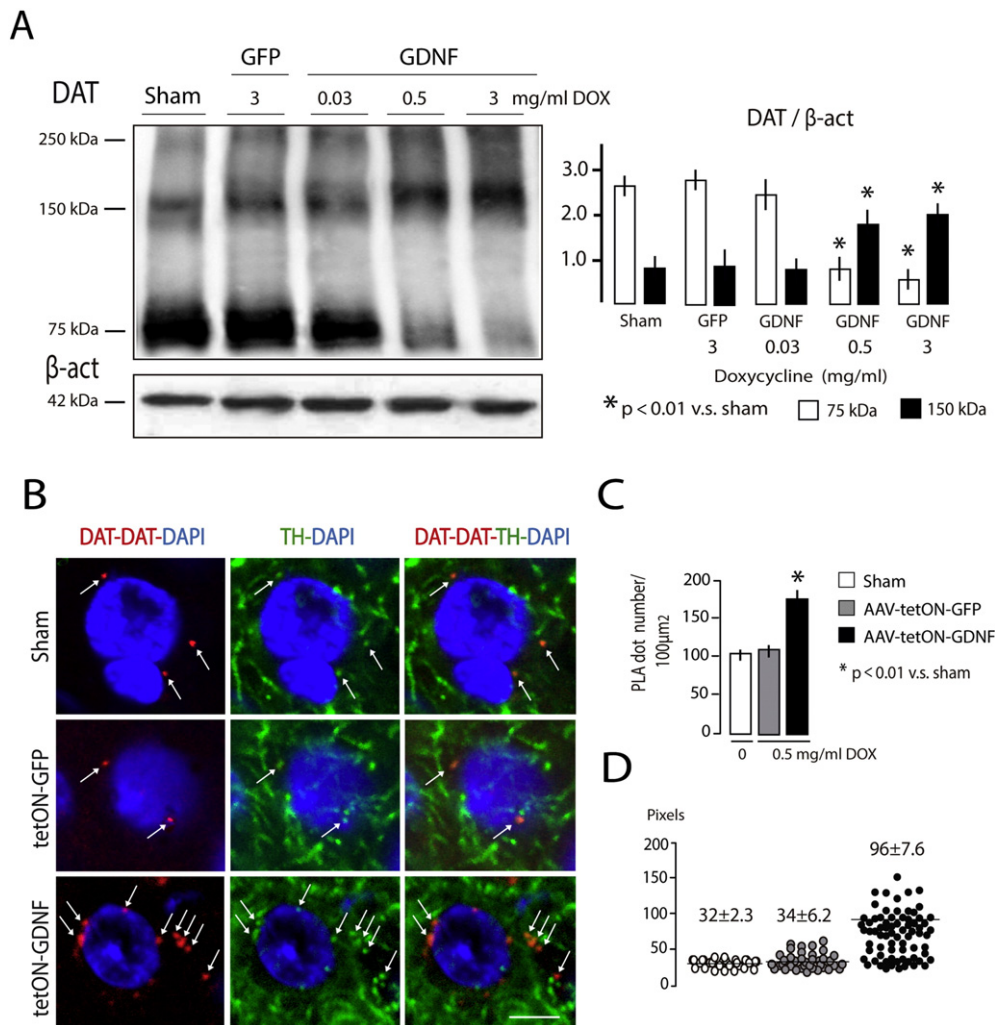 A
GFP
GDNF
DAT
Sham
3
0.03
0.5
3
mg/ml DOX
250 kDa
150 kDa
75 kDa
β-act
42 kDa
DAT / β-act
3.0
2.0
1.0
*
*
*
*
Sham
GFP
GDNF
GDNF
GDNF
3
0.03
0.5
3
Doxycycline (mg/ml)
* p < 0.01 v.s. sham
75 kDa
150 kDa
B
DAT-DAT-DAPI
TH-DAPI
DAT-DAT-TH-DAPI
Sham
tetON-GFP
tetON-GDNF
C
PLA dot number/
100µm2
200
150
100
50
0
*
0
0.5 mg/ml DOX
Sham
AAV-tetON-GFP
AAV-tetON-GDNF
* p < 0.01 v.s. sham
D
Pixels
200
150
100
50
0
32±2.3
34±6.2
96±7.6